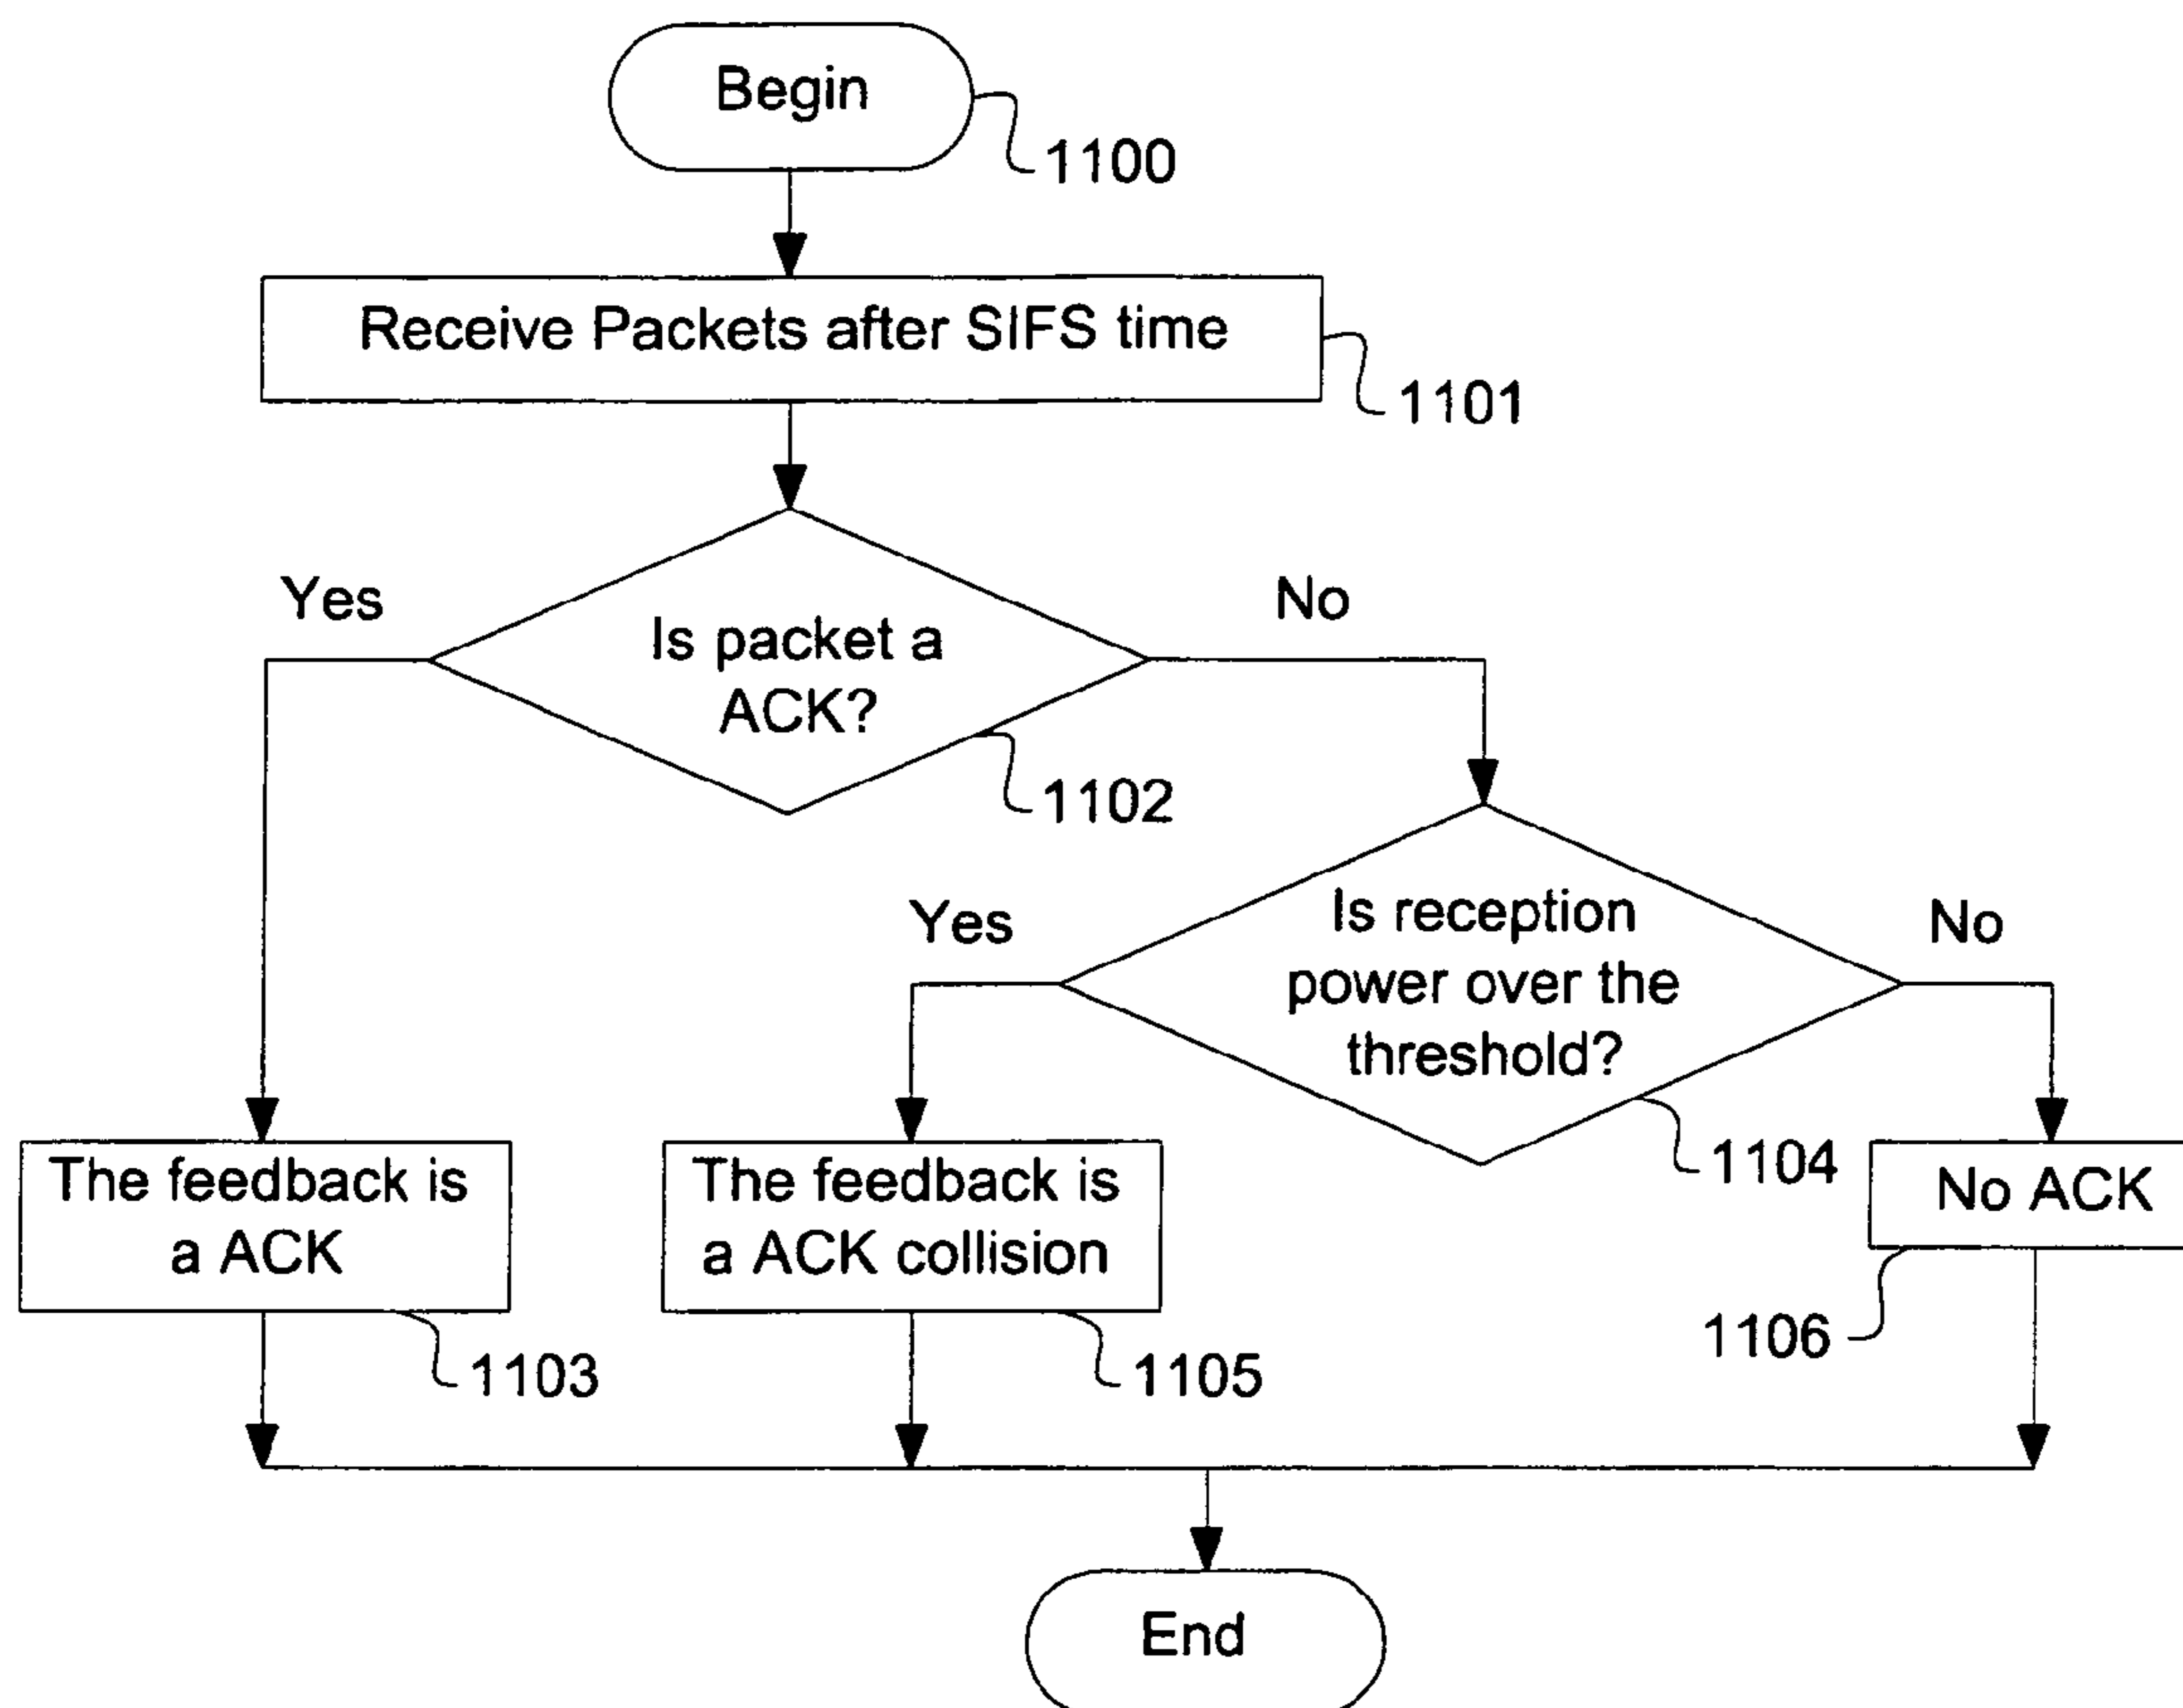 Begin
1100
Receive Packets after SIFS time
1101
Yes
No
Is packet a
ACK?
1102
Yes
No
Is reception
power over the
threshold?
1104
The feedback is
a ACK
1103
The feedback is
a ACK collision
1105
No ACK
1106
End